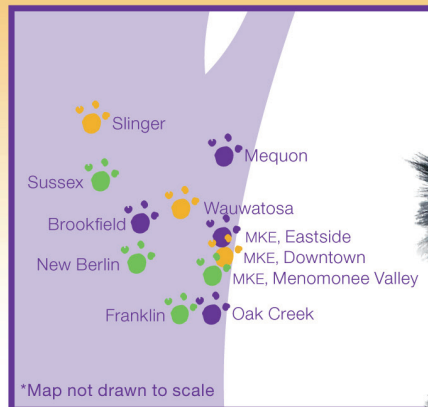 Slinger
Mequon
Sussex
Wauwatosa
Brookfield
MKE, Eastside
MKE, Downtown
New Berlin
MKE, Menomonee Valley
Franklin
Oak Creek
*Map not drawn to scale